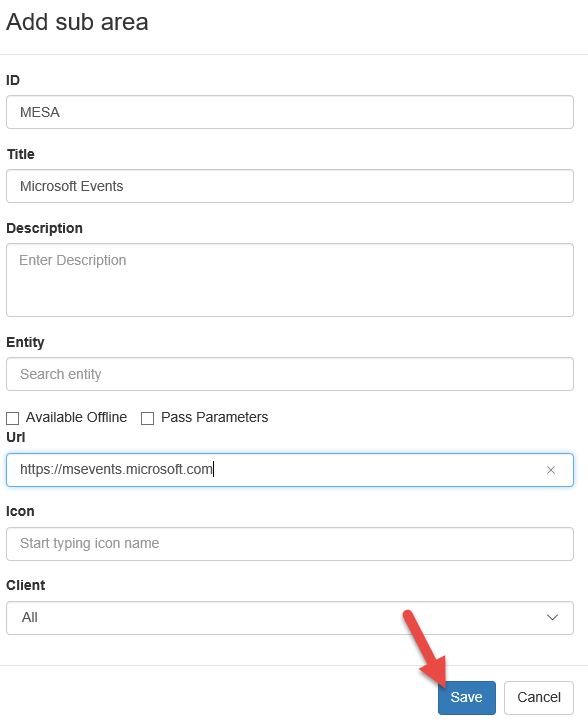 Add sub area
ID
MESA
Title
Microsoft Events
Description
Enter Description
Entity
Search entity
Available Offline Pass Parameters
Url
https://msevents.microsoft.com
Icon
Start typing icon name
Client
All
Save Cancel